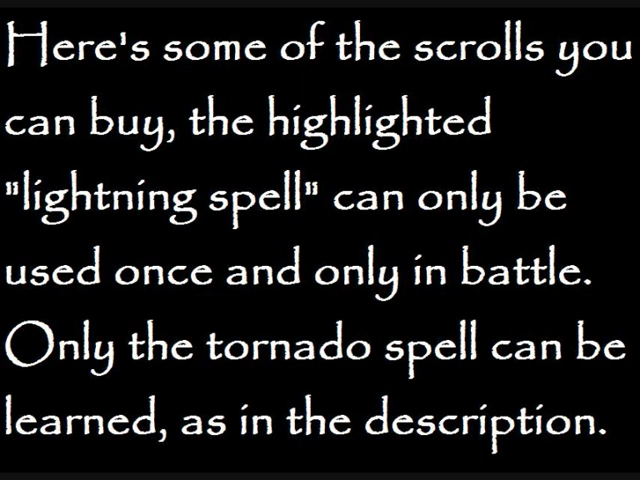 Here's some of the scrolls you
can buy, the highlighted
"lightning spell" can only be
used once and only in battle.
Only the tornado spell can be
learned, as in the description.